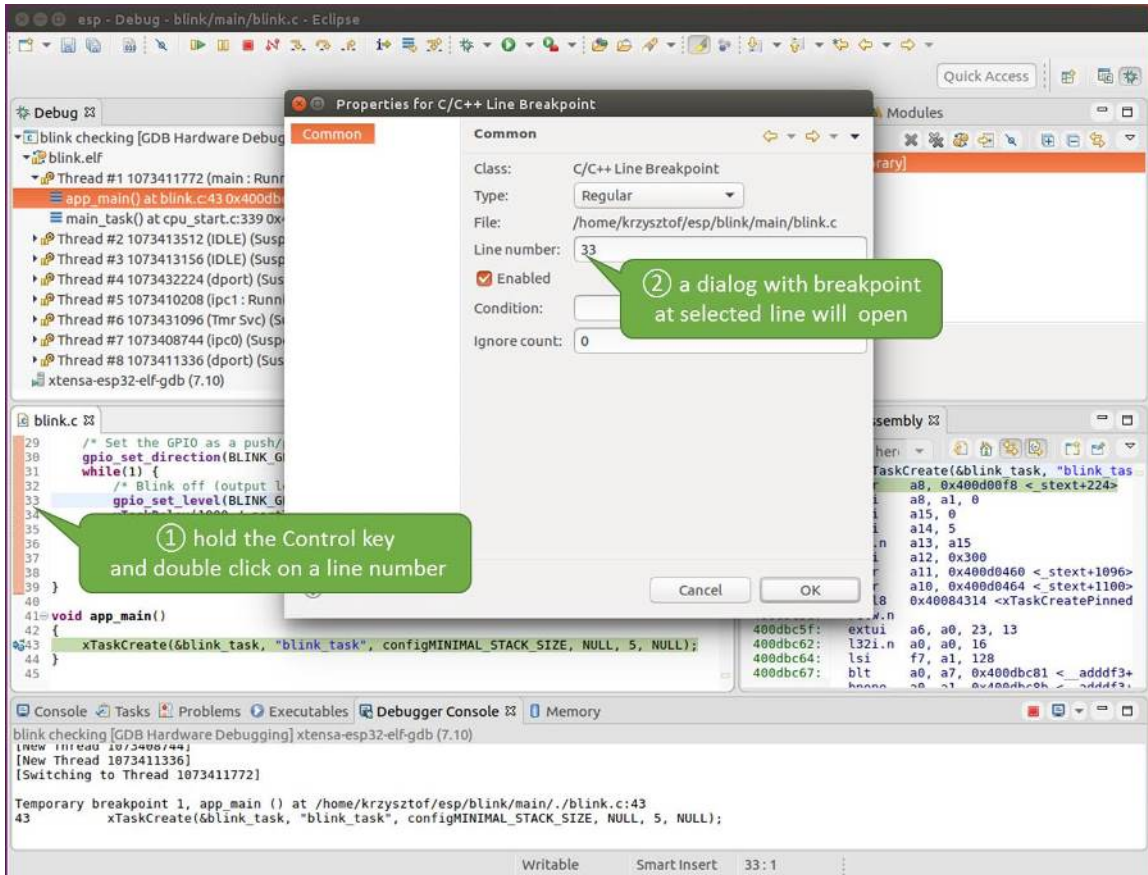 esp - Debug - blink/main/blink.c - Eclipse
Quick Access
Debug
blink checking [GDB Hardware Debug
blink.elf
Thread #1 1073411772 (main : Runn
app_main() at blink.c:43 0x400db
main_task() at cpu_start.c:339 0x
Thread #2 1073413512 (IDLE) (Susp
Thread #3 1073413156 (IDLE) (Susp
Thread #4 1073432224 (dport) (Sus
Thread #5 1073410208 (ipc1 : Runni
Thread #6 1073431096 (Tmr Svc) (S
Thread #7 1073408744 (ipc0) (Susp
Thread #8 1073411336 (dport) (Sus
xtensa-esp32-elf-gdb (7.10)
Modules
rary]
Properties for C/C++ Line Breakpoint
Common
Common
Class: C/C++ Line Breakpoint
Type: Regular
File: /home/krzysztof/esp/blink/main/blink.c
Line number: 33
Enabled
Condition:
Ignore count: 0
② a dialog with breakpoint
at selected line will open
Cancel OK
blink.c
29 /* Set the GPIO as a push/
30 gpio_set_direction(BLINK_G
31 while(1) {
32 /* Blink off (output l
33 gpio_set_level(BLINK_G
34
35
36
37
38
39 }
40
41 void app_main()
42 {
43 xTaskCreate(&blink_task, "blink_task", configMINIMAL_STACK_SIZE, NULL, 5, NULL);
44 }
45
① hold the Control key
and double click on a line number
sembly
her
TaskCreate(&blink_task, "blink_tas
r a8, 0x400d00f8 <_stext+224>
i a8, a1, 0
i a15, 0
i a14, 5
.n a13, a15
i a12, 0x300
r a11, 0x400d0460 <_stext+1096>
r a10, 0x400d0464 <_stext+1100>
l8 0x40084314 <xTaskCreatePinned
400dbc5f: extui a6, a0, 23, 13
400dbc62: l32i.n a0, a0, 16
400dbc64: lsi f7, a1, 128
400dbc67: blt a0, a7, 0x400dbc81 <__adddf3+
Console Tasks Problems Executables Debugger Console Memory
blink checking [GDB Hardware Debugging] xtensa-esp32-elf-gdb (7.10)
[New Thread 1073408744]
[New Thread 1073411336]
[Switching to Thread 1073411772]
Temporary breakpoint 1, app_main () at /home/krzysztof/esp/blink/main/./blink.c:43
43 xTaskCreate(&blink_task, "blink_task", configMINIMAL_STACK_SIZE, NULL, 5, NULL);
Writable Smart Insert 33 : 1